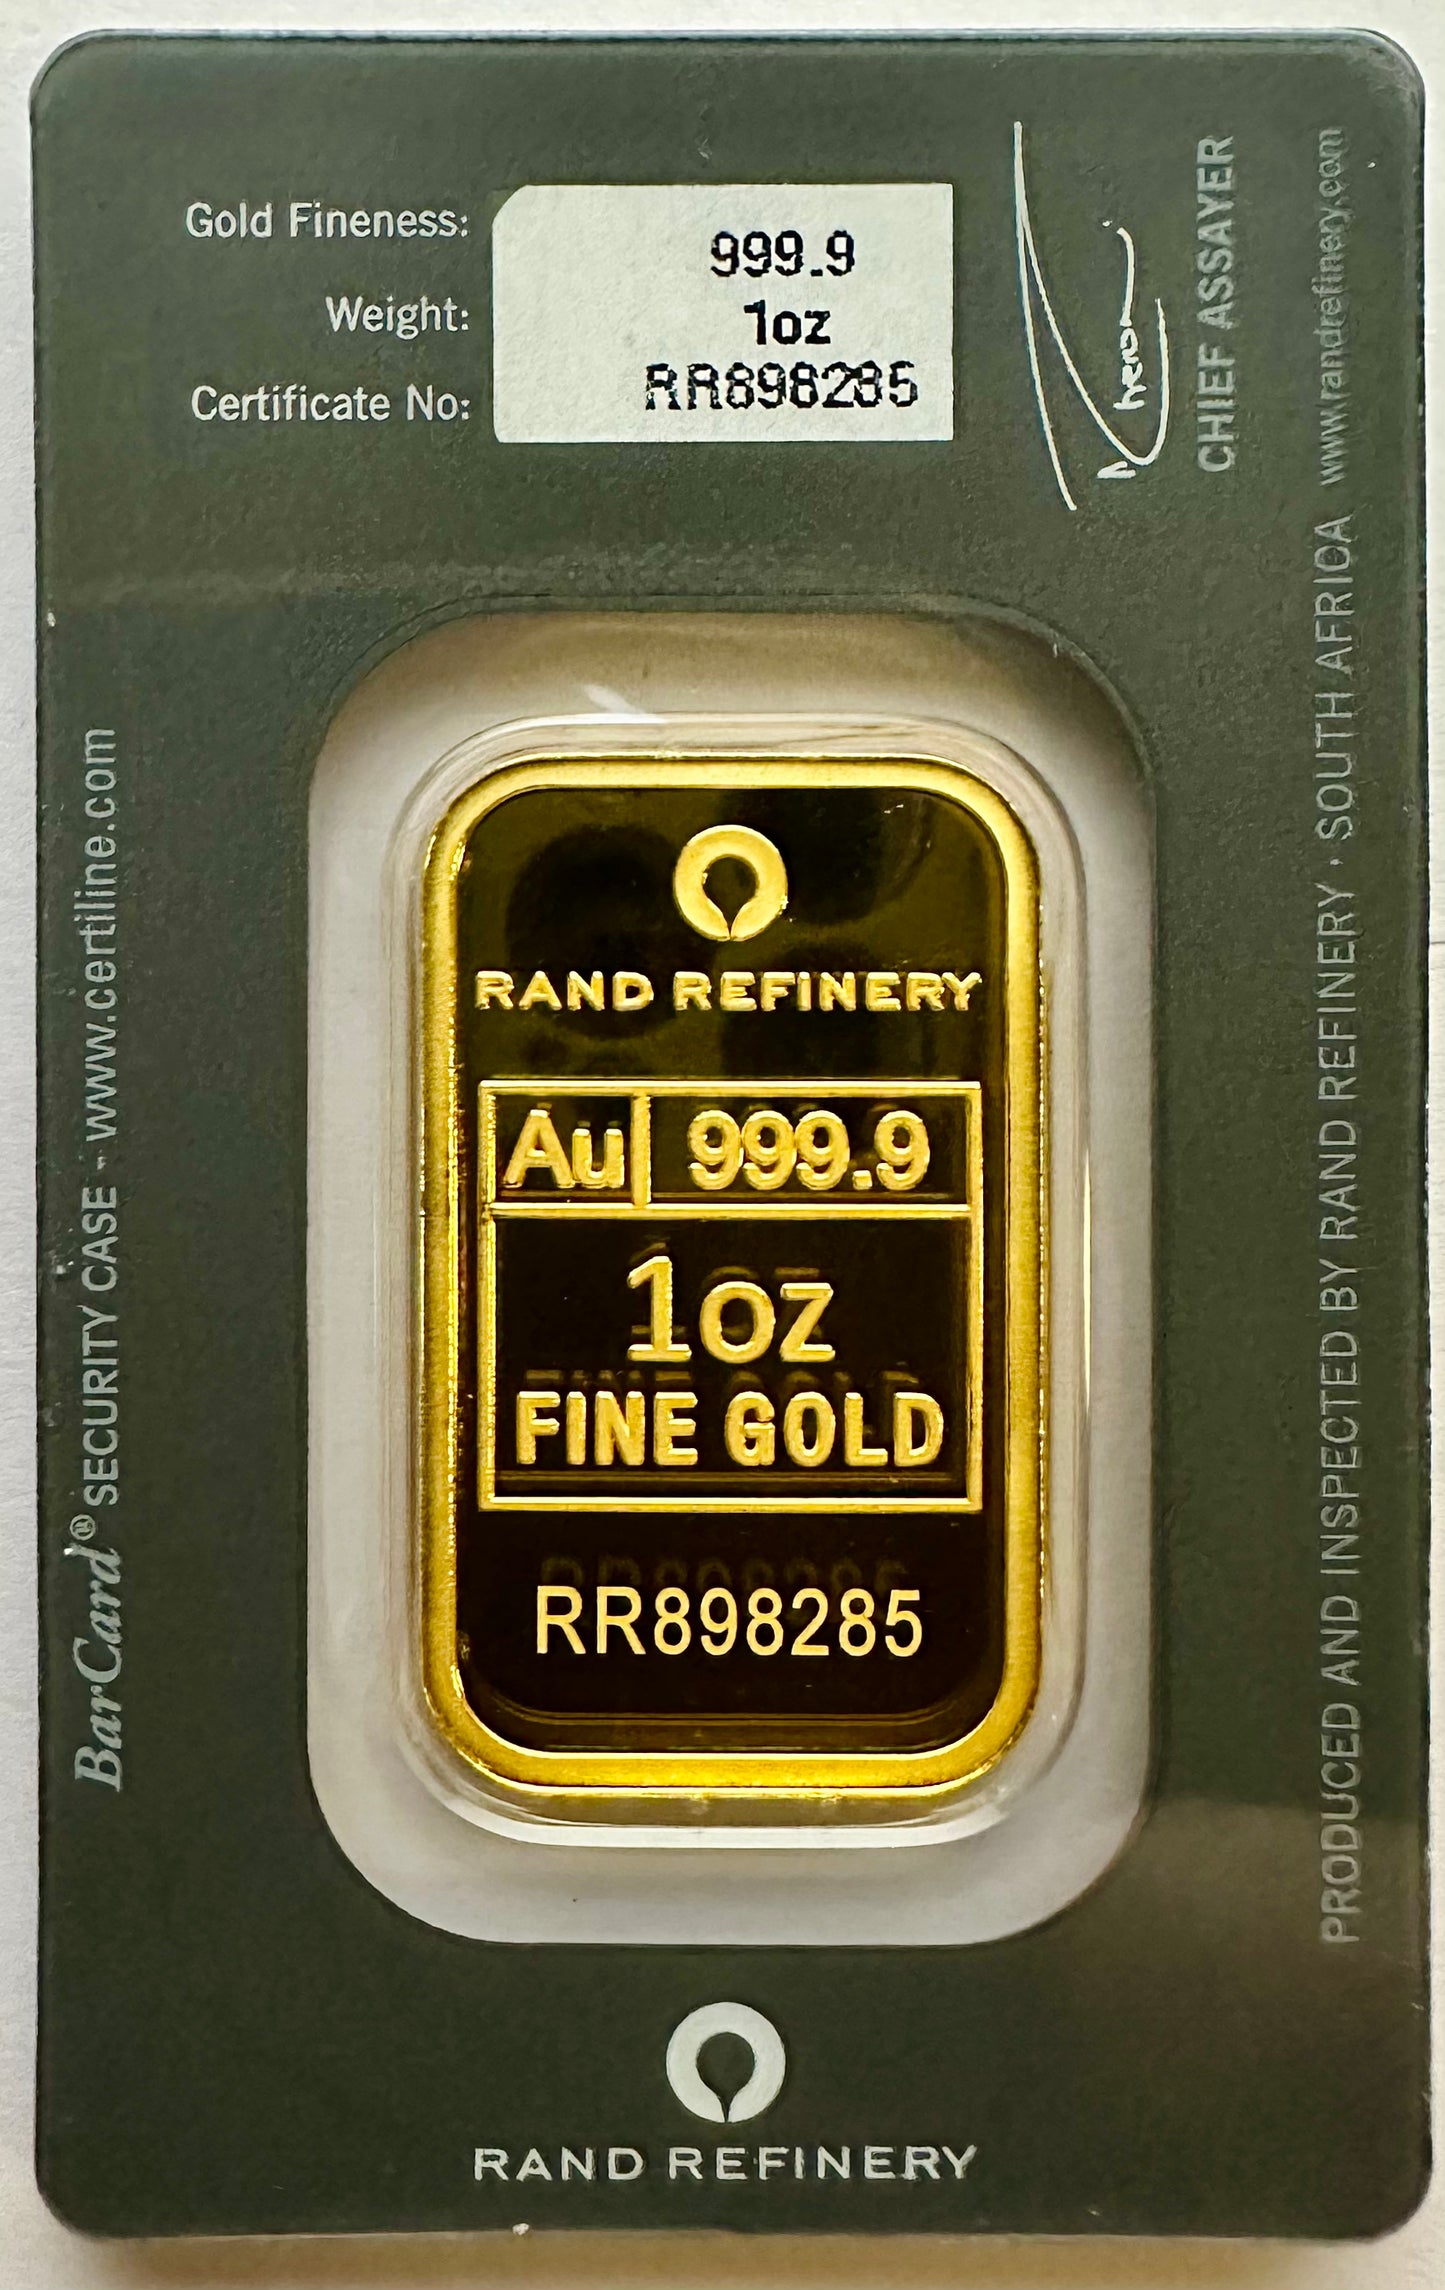 Gold Fineness: 999.9
Weight: 1oz
Certificate No: RR898285
CHIEF ASSAYER
BarCard® SECURITY CASE - www.certiline.com
PRODUCED AND INSPECTED BY RAND REFINERY · SOUTH AFRICA www.randrefinery.com
RAND REFINERY
Au 999.9
1oz
FINE GOLD
RR898285
RAND REFINERY